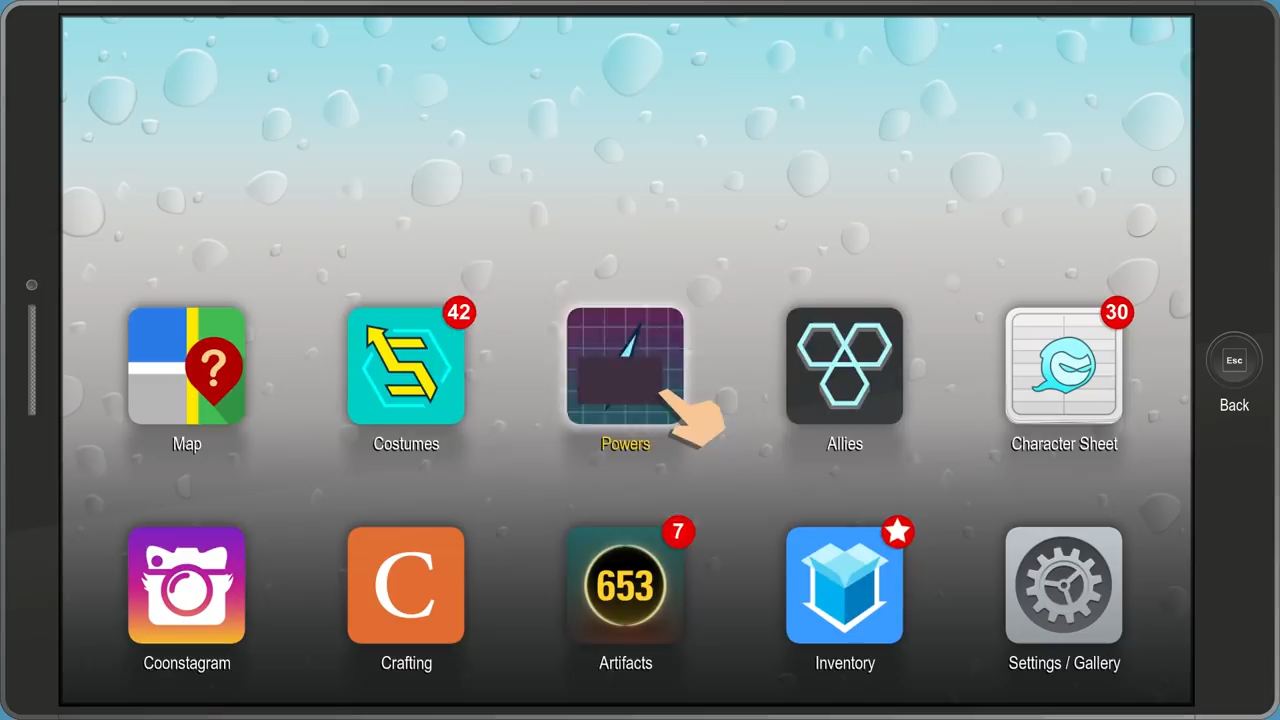 42
30
?
Esc
Back
Map
Costumes
Powers
Allies
Character Sheet
7
C
653
Coonstagram
Crafting
Artifacts
Inventory
Settings / Gallery